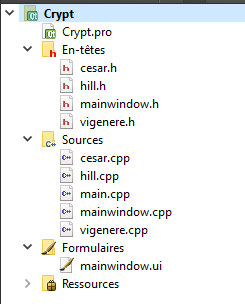 Crypt
Crypt.pro
En-têtes
cesar.h
hill.h
mainwindow.h
vigenere.h
Sources
cesar.cpp
hill.cpp
main.cpp
mainwindow.cpp
vigenere.cpp
Formulaires
mainwindow.ui
Ressources